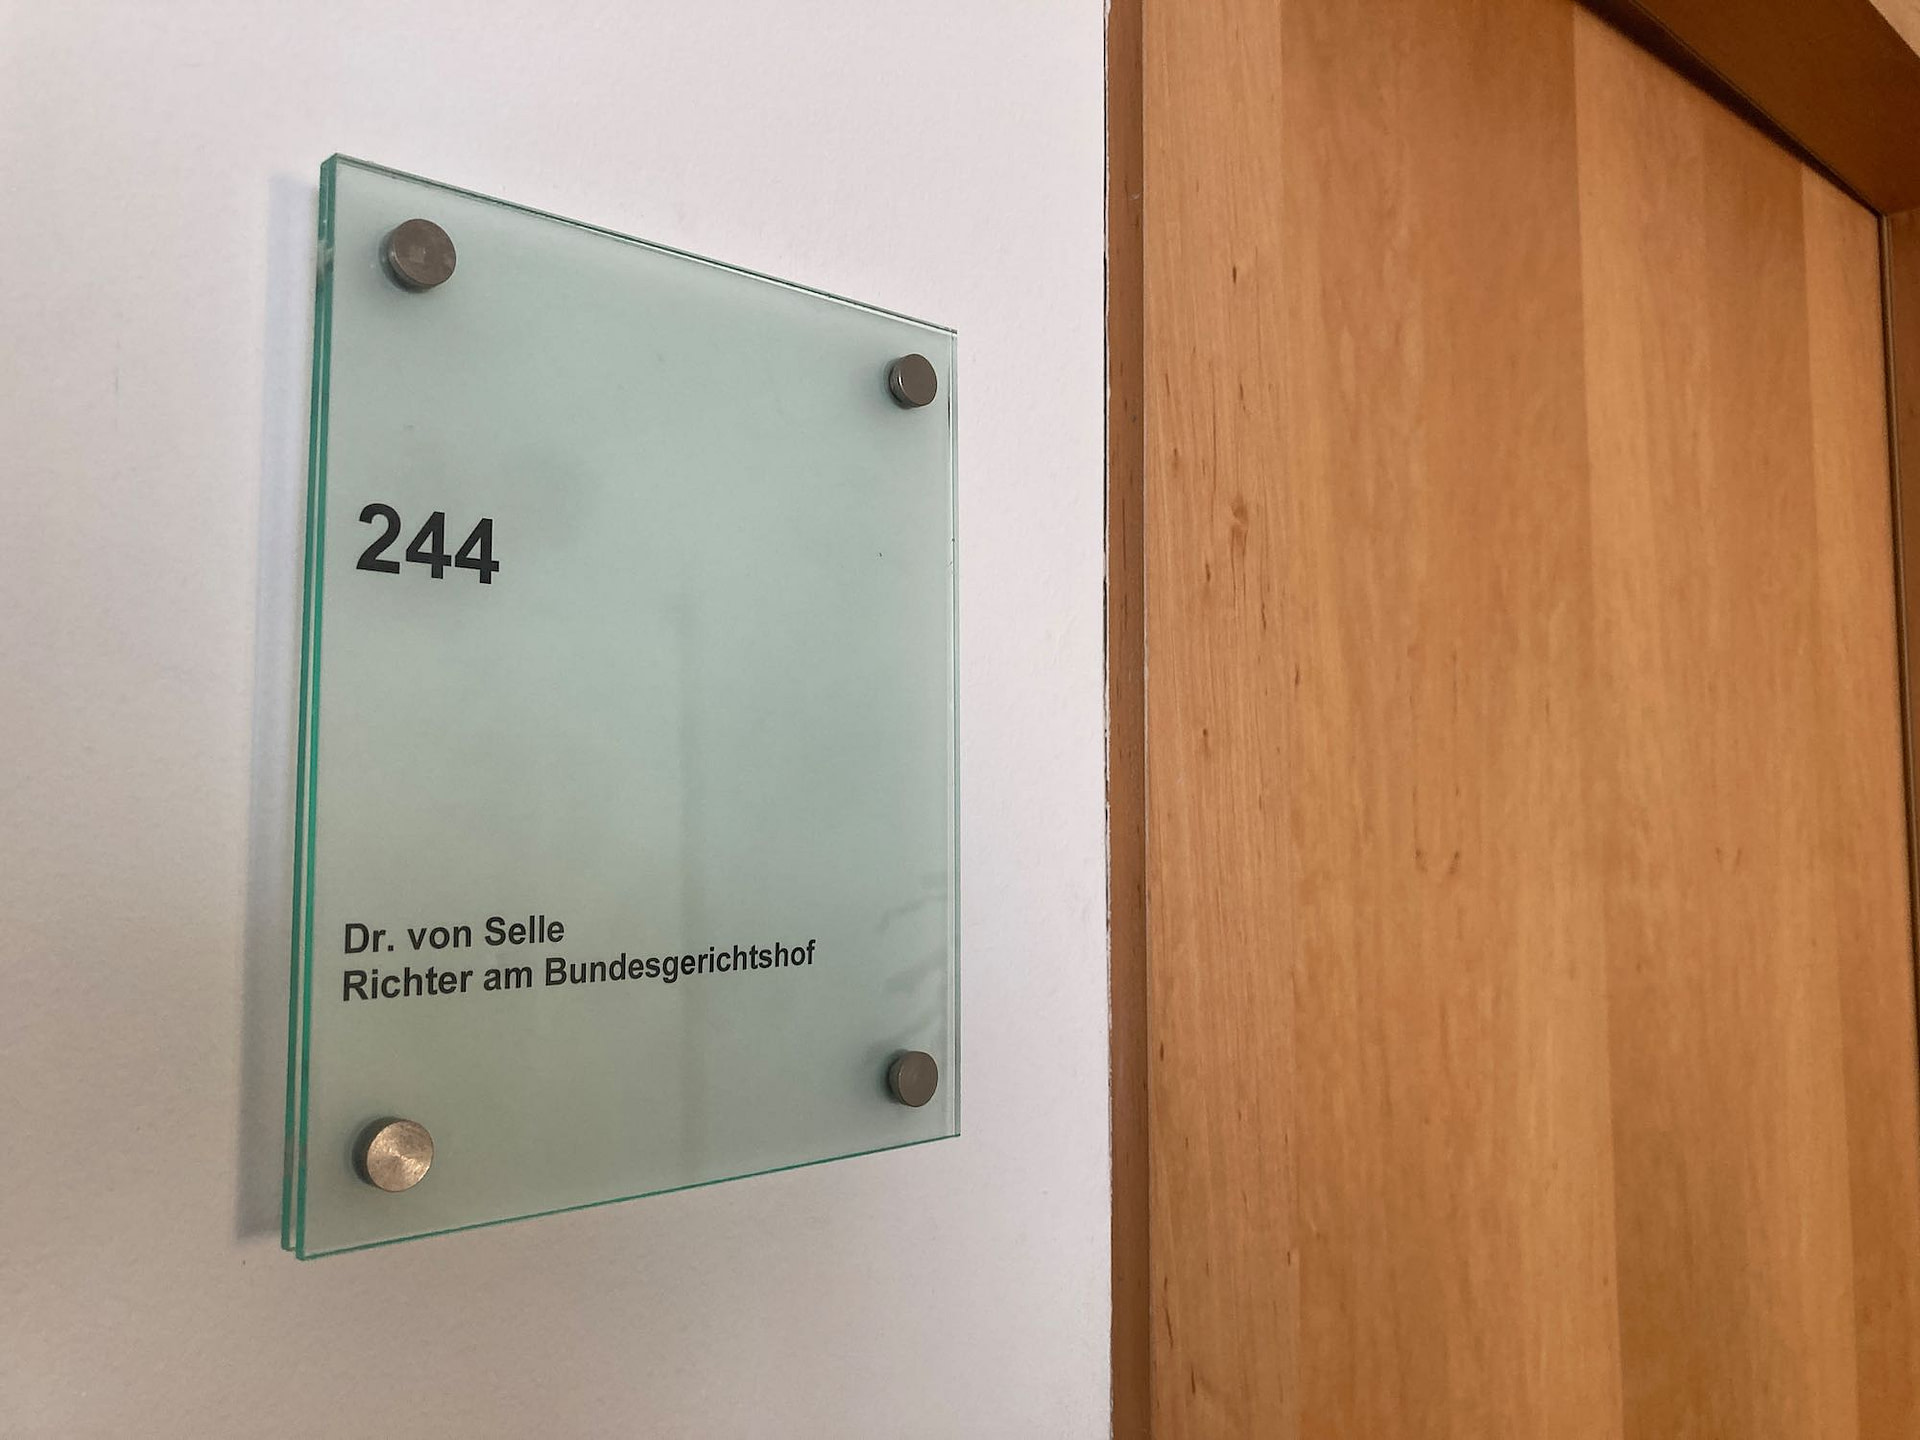 244
Dr. von Selle
Richter am Bundesgerichtshof